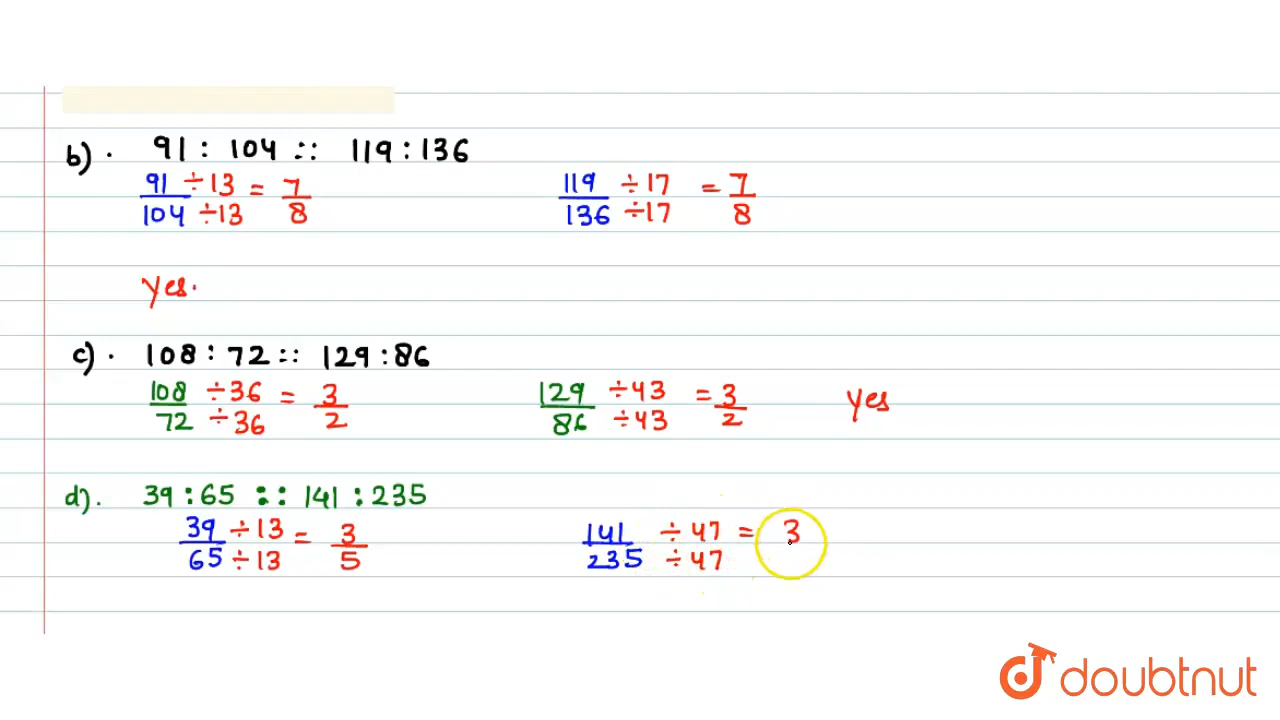 b). 91 : 104 :: 119 : 136
91 ÷ 13 = 7 119 ÷ 17 = 7
104 ÷ 13 8 136 ÷ 17 8
Yes.
c). 108 : 72 :: 129 : 86
108 ÷ 36 = 3 129 ÷ 43 = 3 Yes
72 ÷ 36 2 86 ÷ 43 2
d). 39 : 65 :: 141 : 235
39 ÷ 13 = 3 141 ÷ 47 = 3
65 ÷ 13 5 235 ÷ 47
doubtnut